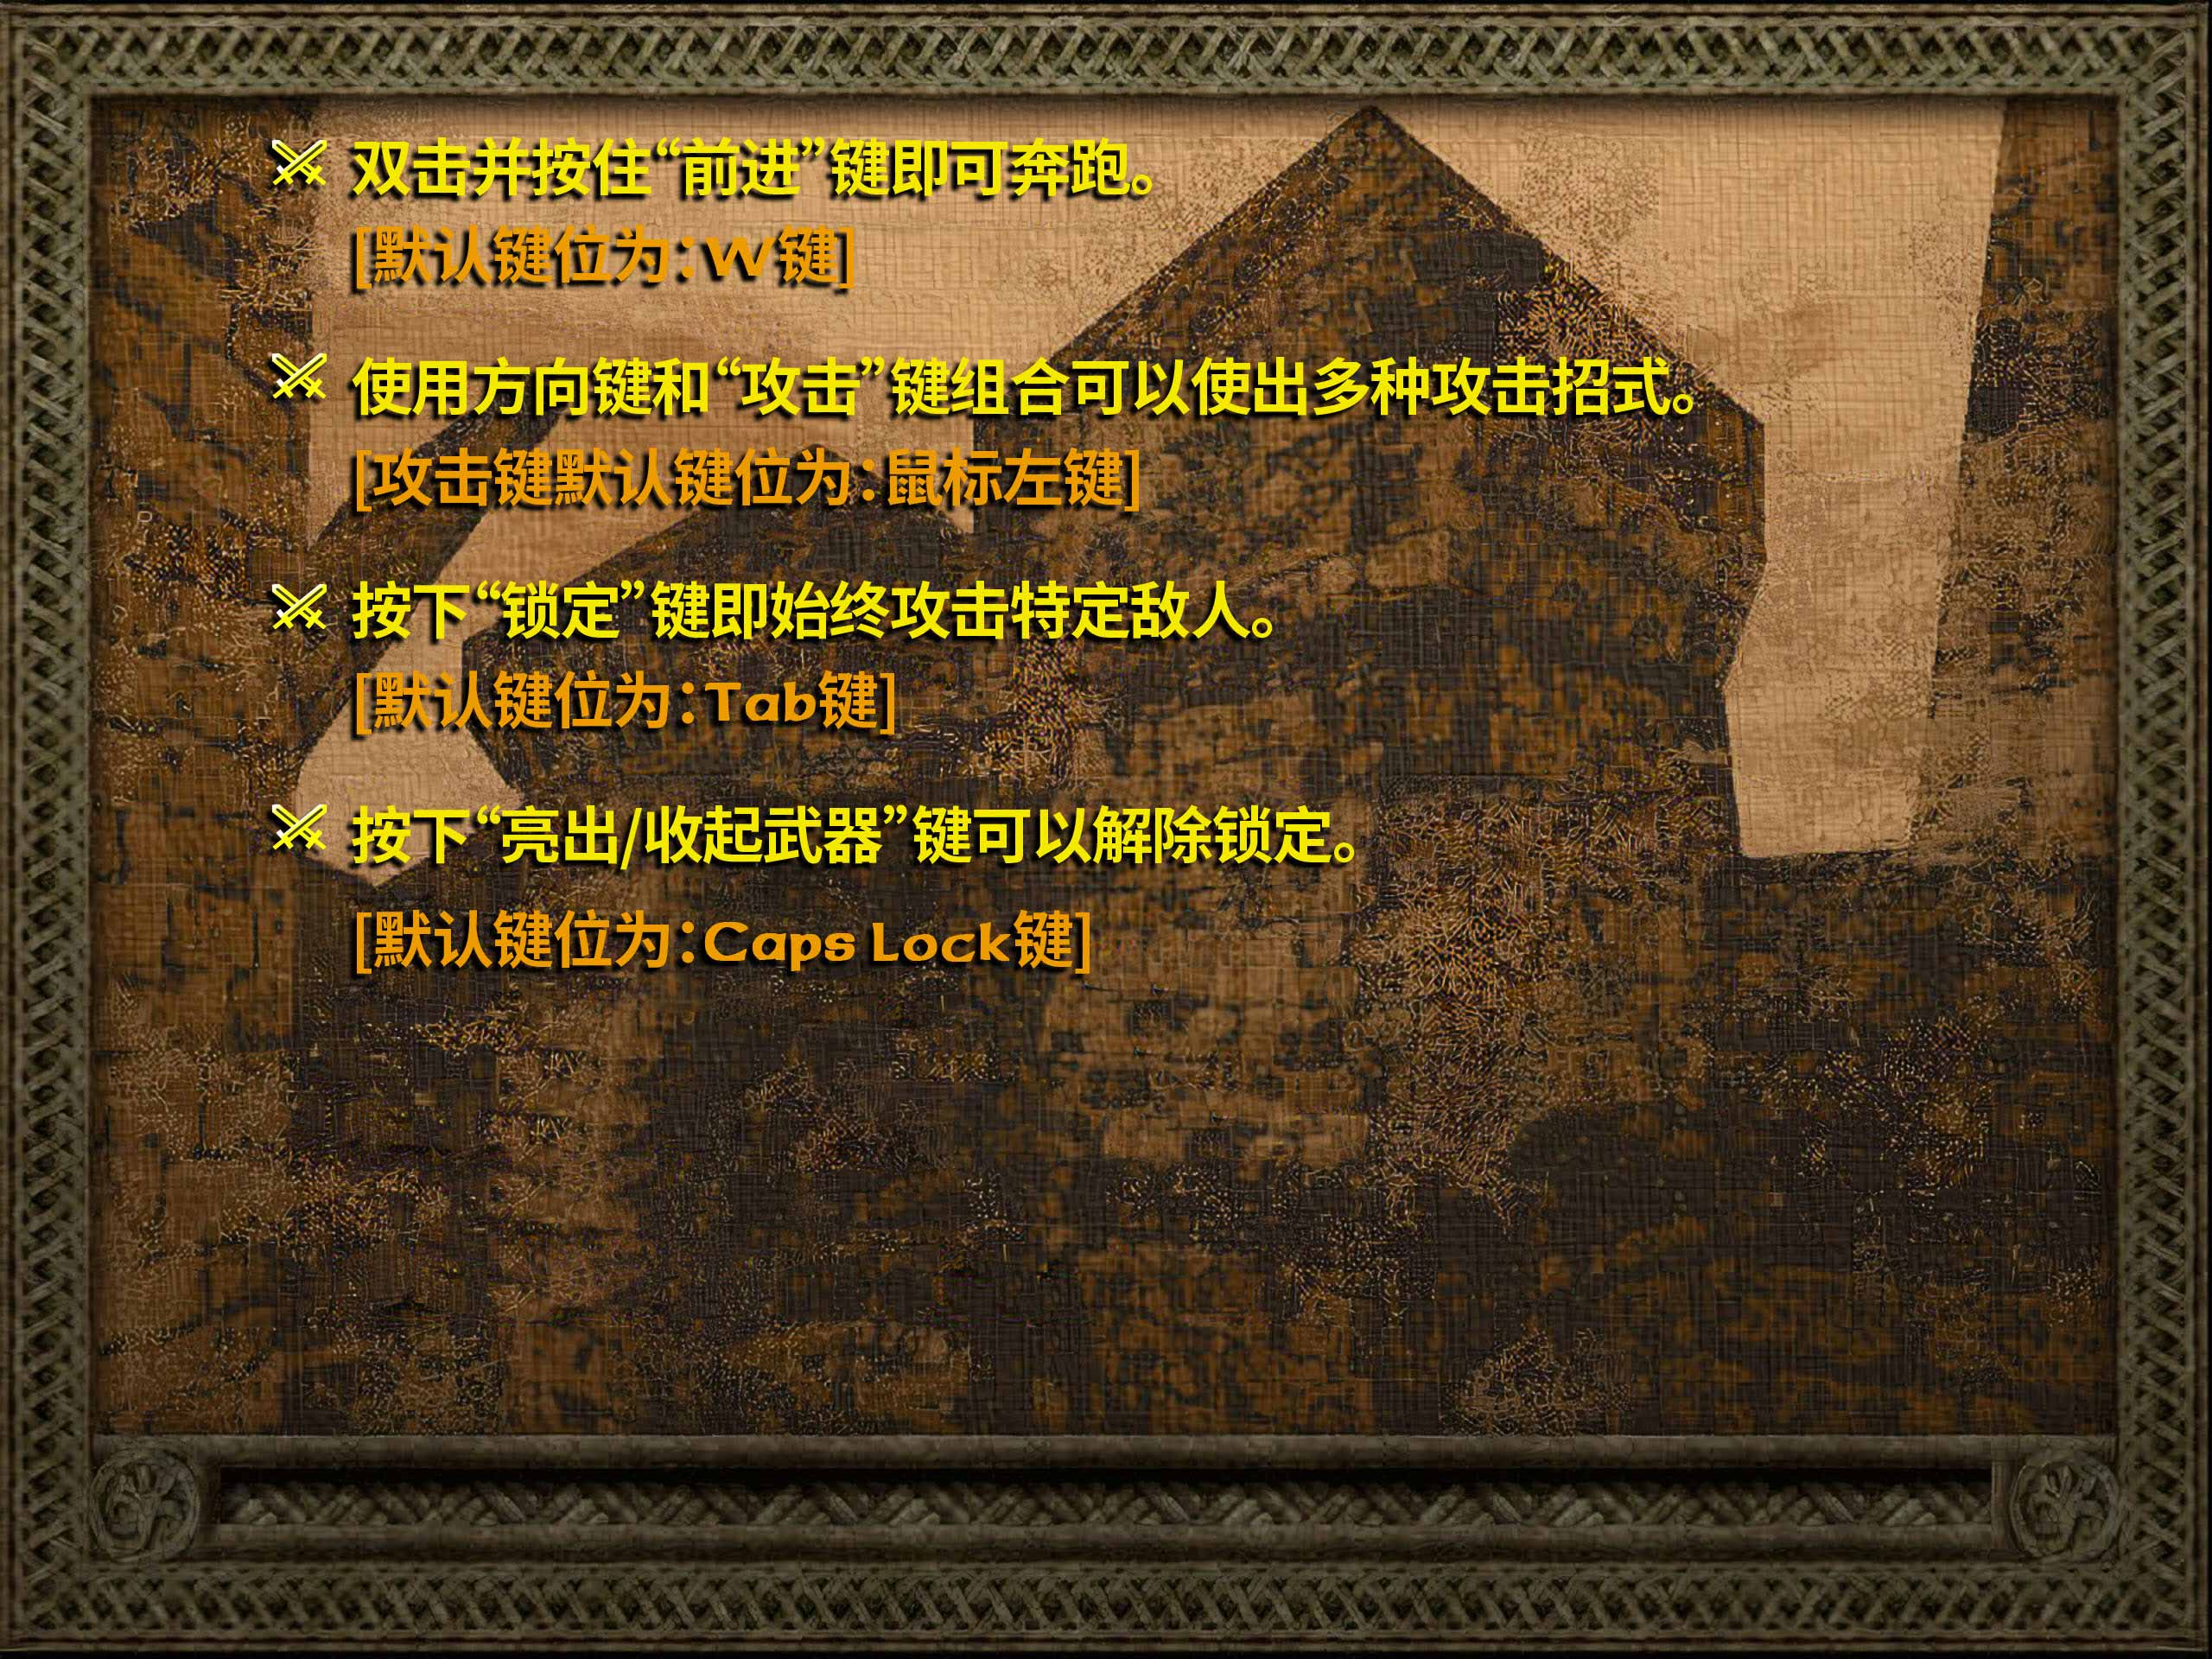 双击并按住“前进”键即可奔跑。
[默认键位为：W键]
使用方向键和“攻击”键组合可以使出多种攻击招式。
[攻击键默认键位为：鼠标左键]
按下“锁定”键即始终攻击特定敌人。
[默认键位为：Tab键]
按下“亮出/收起武器”键可以解除锁定。
[默认键位为：Caps Lock键]